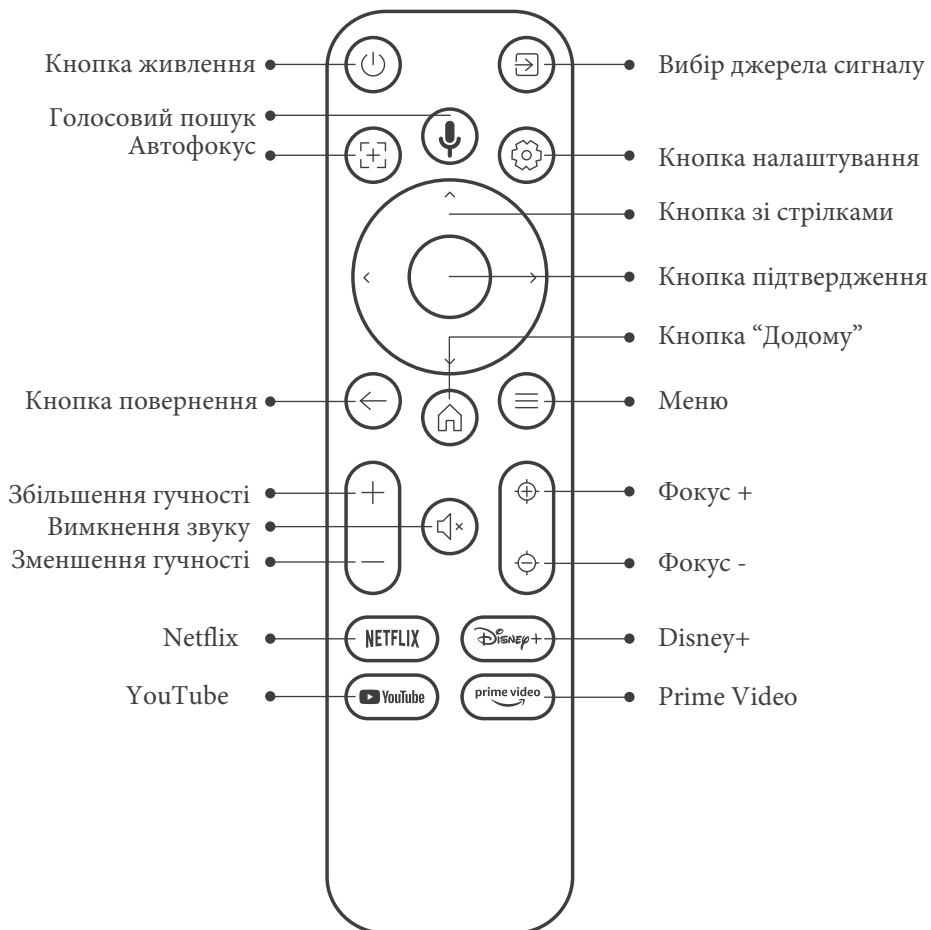 Кнопка живлення
Вибір джерела сигналу
Голосовий пошук
Автофокус
Кнопка налаштування
Кнопка зі стрілками
Кнопка підтвердження
Кнопка “Додому”
Кнопка повернення
Меню
Збільшення гучності
Фокус +
Вимкнення звуку
Зменшення гучності
Фокус -
Netflix
NETFLIX
Disney+
Disney+
YouTube
YouTube
prime video
Prime Video